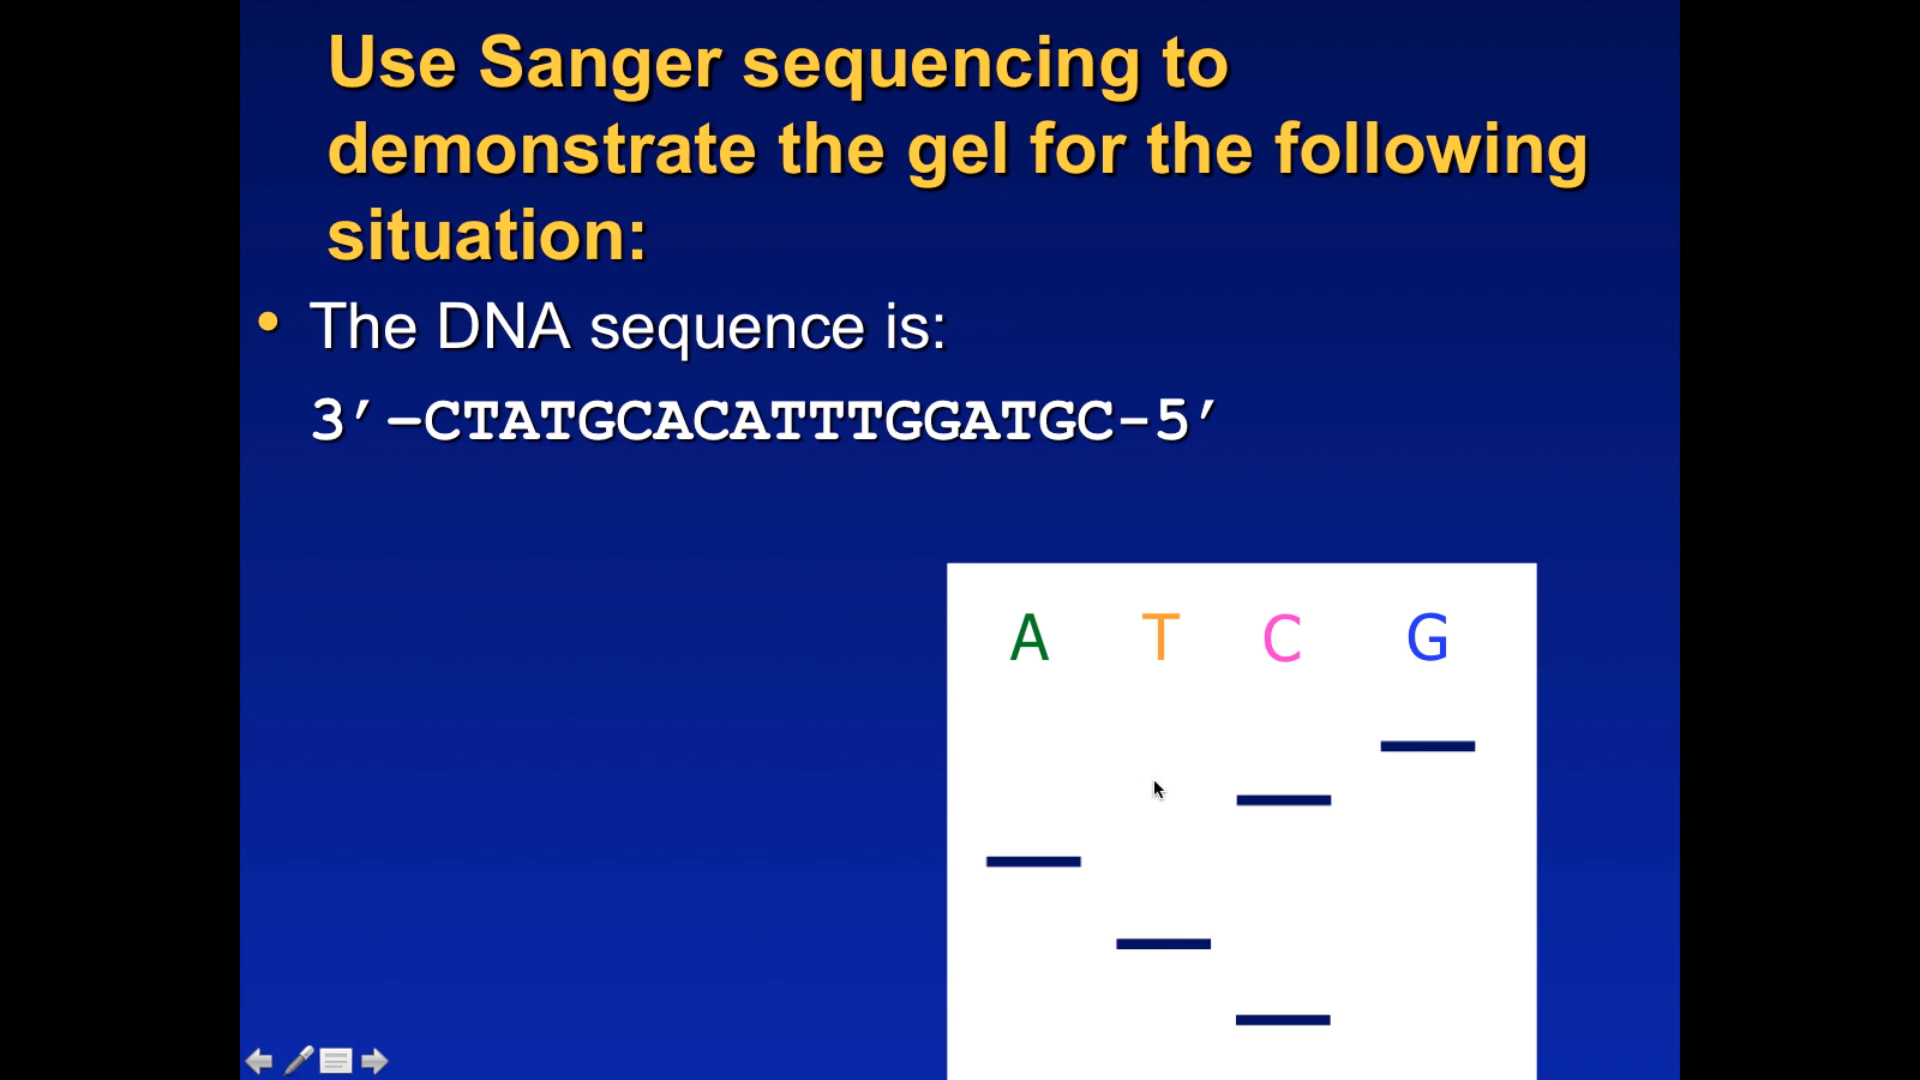 Use Sanger sequencing to
demonstrate the gel for the following
situation:
• The DNA sequence is:
3’–CTATGCACATTTGGATGC-5’
A T C G